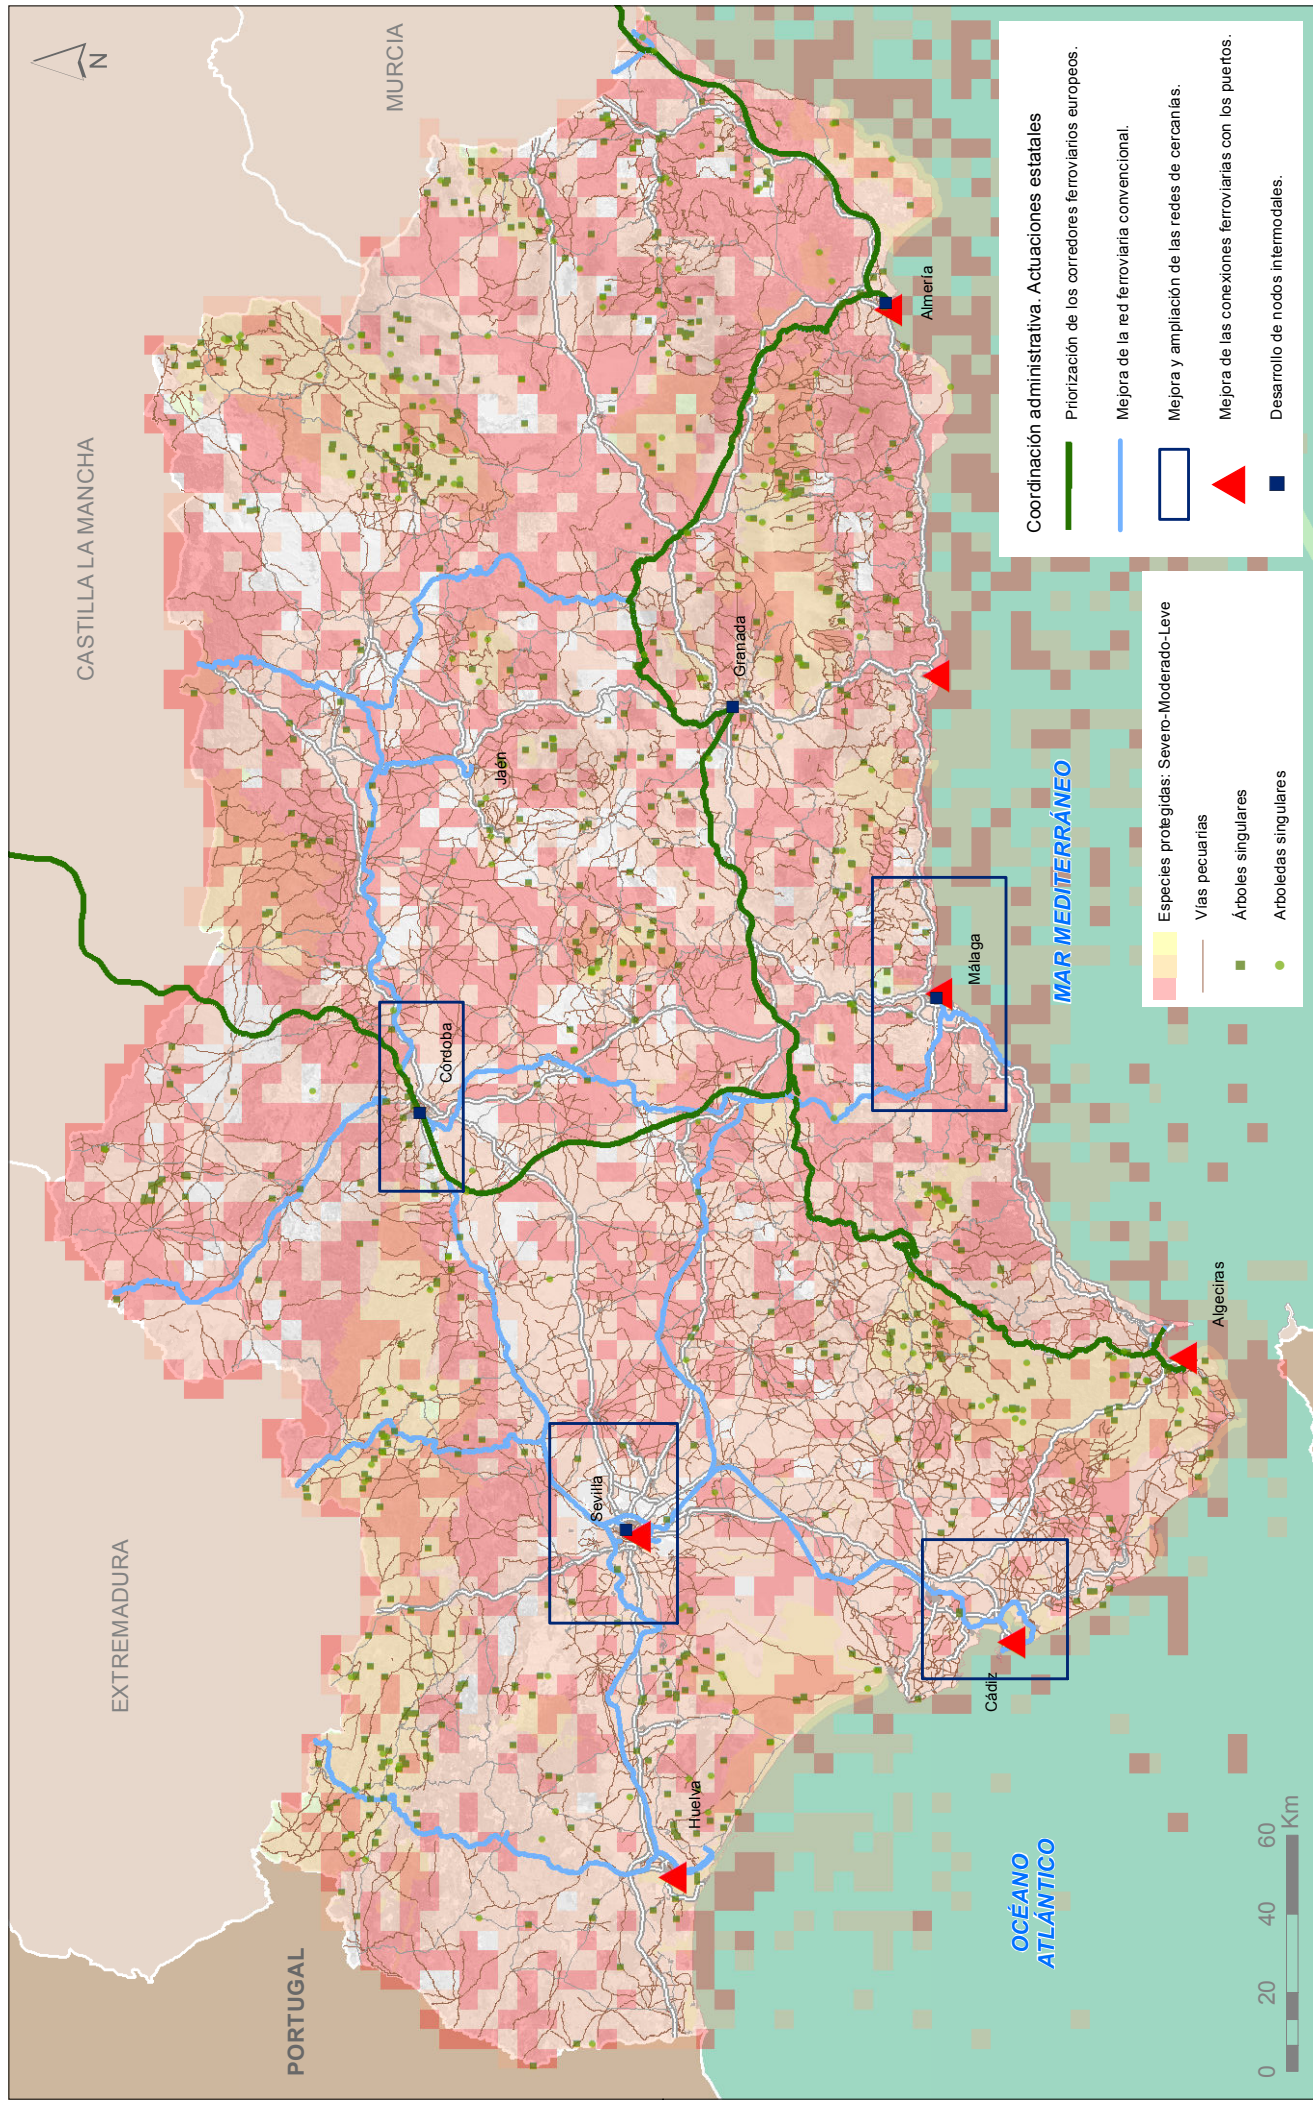 N
MURCIA
CASTILLA LA MANCHA
EXTREMADURA
PORTUGAL
Almería
Granada
Jaén
Córdoba
Málaga
Sevilla
Algeciras
Cádiz
Huelva
MAR MEDITERRÁNEO
OCÉANO
ATLÁNTICO
Coordinación administrativa. Actuaciones estatales
Priorización de los corredores ferroviarios europeos.
Mejora de la red ferroviaria convencional.
Mejora y ampliación de las redes de cercanías.
Mejora de las conexiones ferroviarias con los puertos.
Desarrollo de nodos intermodales.
Especies protegidas: Severo-Moderado-Leve
Vías pecuarias
Árboles singulares
Arboledas singulares
0 20 40 60
Km